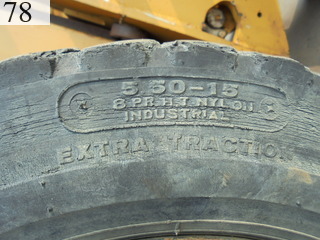 78
5.50-15
8 P.R. H.T. NYLON
INDUSTRIAL
EXTRA TRACTION